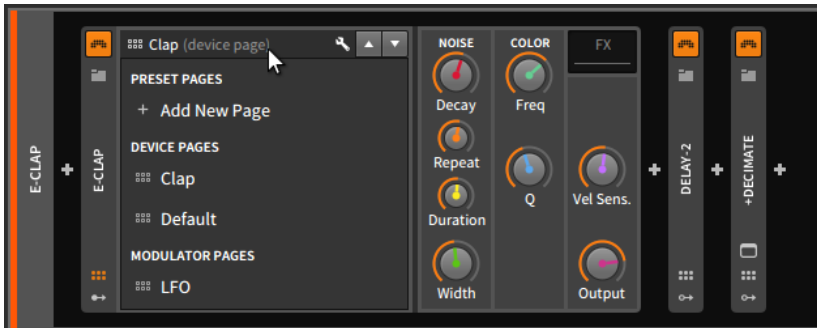 E-CLAP
E-CLAP
Clap (device page)
PRESET PAGES
+ Add New Page
DEVICE PAGES
Clap
Default
MODULATOR PAGES
LFO
NOISE
Decay
Repeat
Duration
Width
COLOR
Freq
Q
FX
Vel Sens.
Output
DELAY-2
+DECIMATE